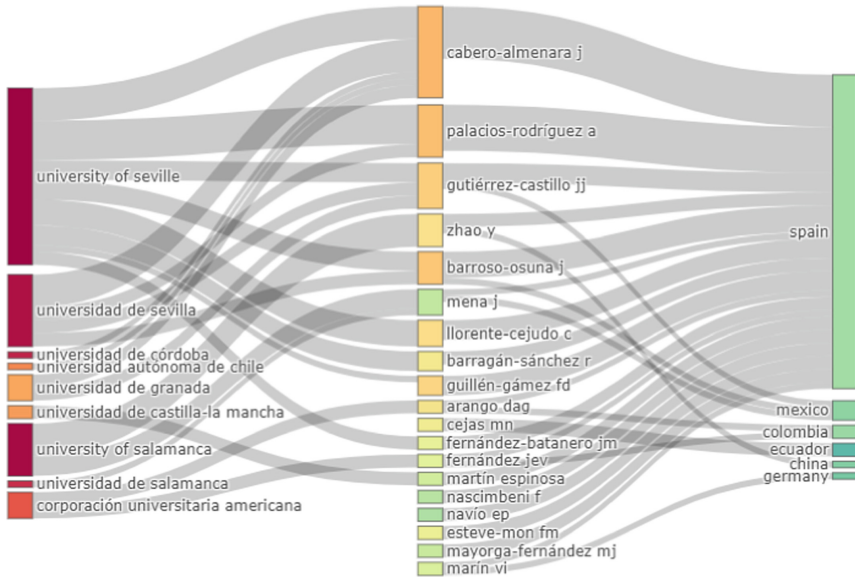 university of seville
universidad de sevilla
universidad de córdoba
universidad autónoma de chile
universidad de granada
universidad de castilla-la mancha
university of salamanca
universidad de salamanca
corporación universitaria americana
cabero-almenara j
palacios-rodríguez a
gutiérrez-castillo jj
zhao y
barroso-osuna j
mena j
llorente-cejudo c
barragán-sánchez r
guillén-gámez fd
arango dag
cejas mn
fernández-batanero jm
fernández jev
martín espinosa
nascimbeni f
navío ep
esteve-mon fm
mayorga-fernández mj
marín vi
spain
mexico
colombia
ecuador
china
germany